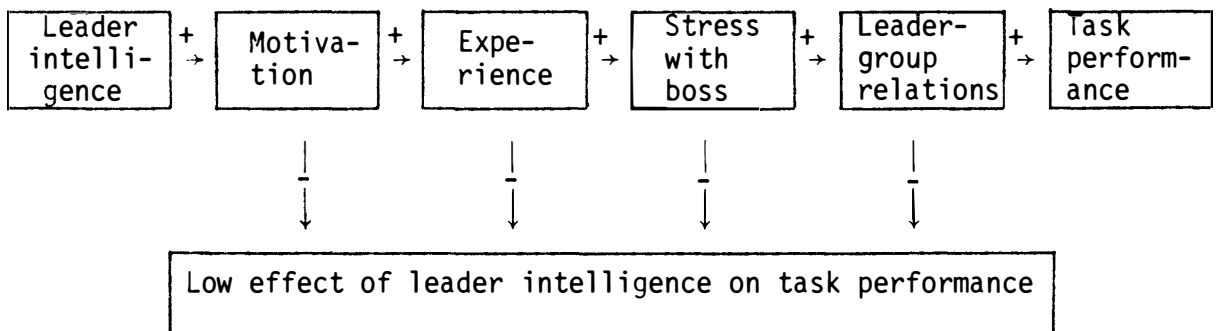 Leader
intelli-
gence
+
Motiva-
tion
+
Expe-
rience
+
Stress
with
boss
+
Leader-
group
relations
+
Task
perform-
ance
-
-
-
-
Low effect of leader intelligence on task performance